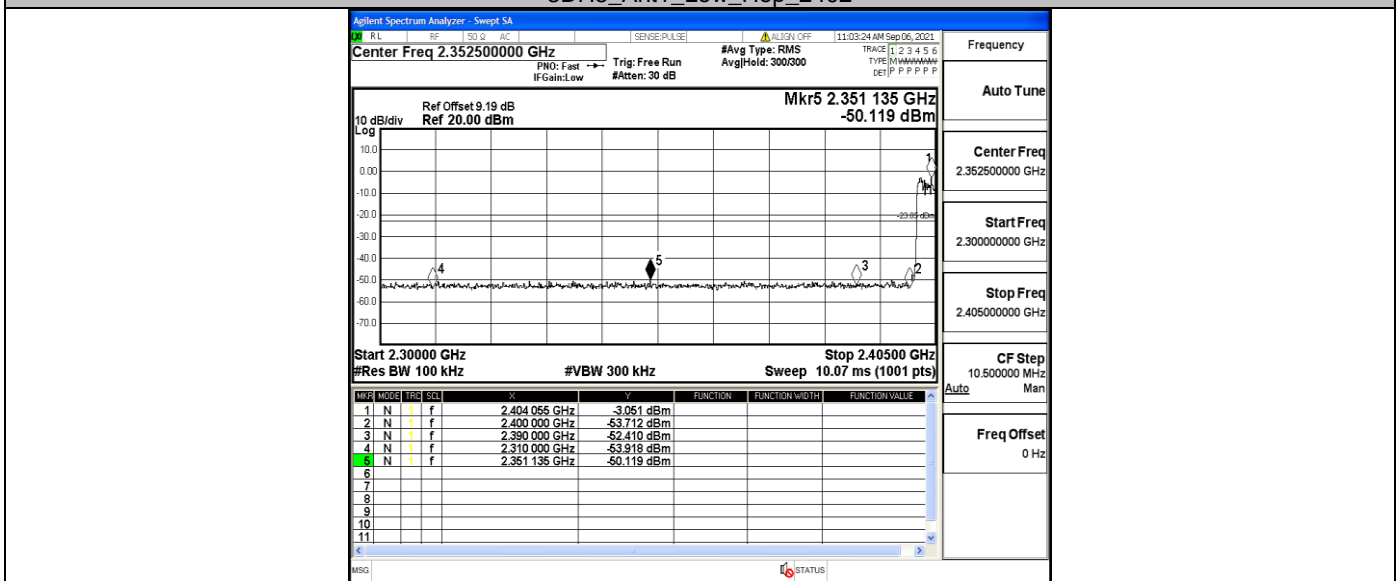 Agilent Spectrum Analyzer - Swept SA
RL RF 50 Ω AC SENSE:PULSE ALIGN OFF 11:03:24 AM Sep 06, 2021
Center Freq 2.352500000 GHz
PNO: Fast
IFGain:Low
Trig: Free Run
#Atten: 30 dB
#Avg Type: RMS
Avg|Hold: 300/300
TRACE 1 2 3 4 5 6
TYPE
DET P P P P P P
Ref Offset 9.19 dB
10 dB/div Ref 20.00 dBm
Log
Mkr5 2.351 135 GHz
-50.119 dBm
10.0
0.00
-10.0
-20.0
-30.0
-40.0
-50.0
-60.0
-70.0
1
-23.05 dBm
4
5
3
2
Start 2.30000 GHz Stop 2.40500 GHz
#Res BW 100 kHz #VBW 300 kHz Sweep 10.07 ms (1001 pts)
MKR MODE TRC SCL X Y FUNCTION FUNCTION WIDTH FUNCTION VALUE
1 N 1 f 2.404 055 GHz -3.051 dBm
2 N 1 f 2.400 000 GHz -53.712 dBm
3 N 1 f 2.390 000 GHz -52.410 dBm
4 N 1 f 2.310 000 GHz -53.918 dBm
5 N 1 f 2.351 135 GHz -50.119 dBm
6
7
8
9
10
11
MSG STATUS
Frequency
Auto Tune
Center Freq
2.352500000 GHz
Start Freq
2.300000000 GHz
Stop Freq
2.405000000 GHz
CF Step
10.500000 MHz
Auto Man
Freq Offset
0 Hz